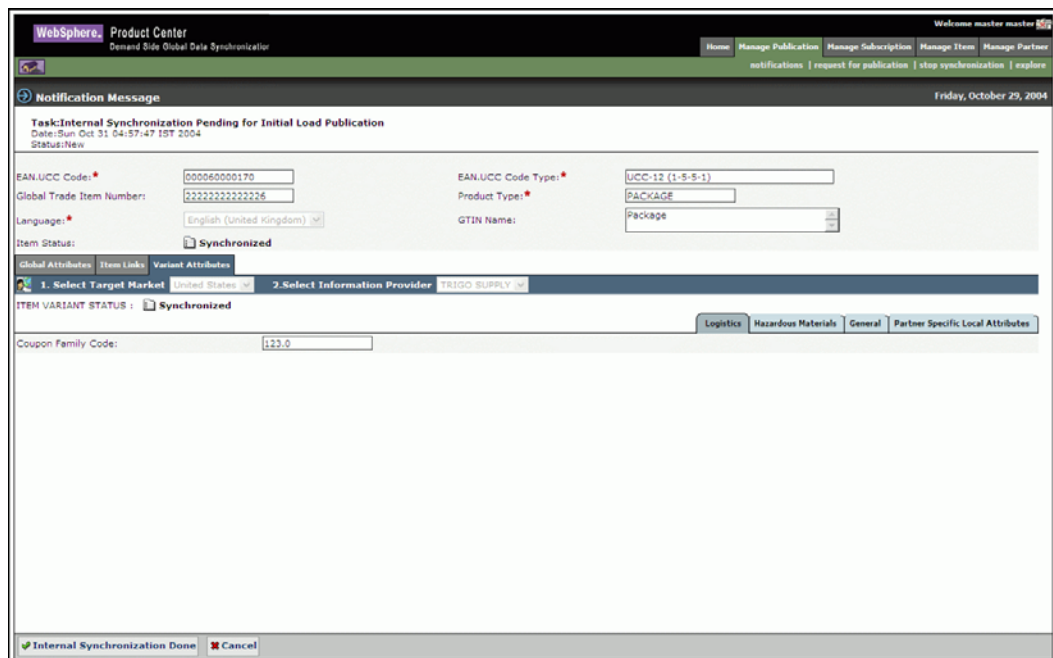 Welcome master master
WebSphere. Product Center
Demand Side Global Data Synchronization
Home Manage Publication Manage Subscription Manage Item Manage Partner
notifications | request for publication | stop synchronization | explore
Notification Message Friday, October 29, 2004
Task:Internal Synchronization Pending for Initial Load Publication
Date:Sun Oct 31 04:57:47 IST 2004
Status:New
EAN.UCC Code:* 000060000170 EAN.UCC Code Type:* UCC-12 (1-5-5-1)
Global Trade Item Number: 22222222222226 Product Type:* PACKAGE
Language:* English (United Kingdom) GTIN Name: Package
Item Status: Synchronized
Global Attributes Item Links Variant Attributes
1. Select Target Market United States 2.Select Information Provider TRIGO SUPPLY
ITEM VARIANT STATUS : Synchronized
Logistics Hazardous Materials General Partner Specific Local Attributes
Coupon Family Code: 123.0
Internal Synchronization Done Cancel